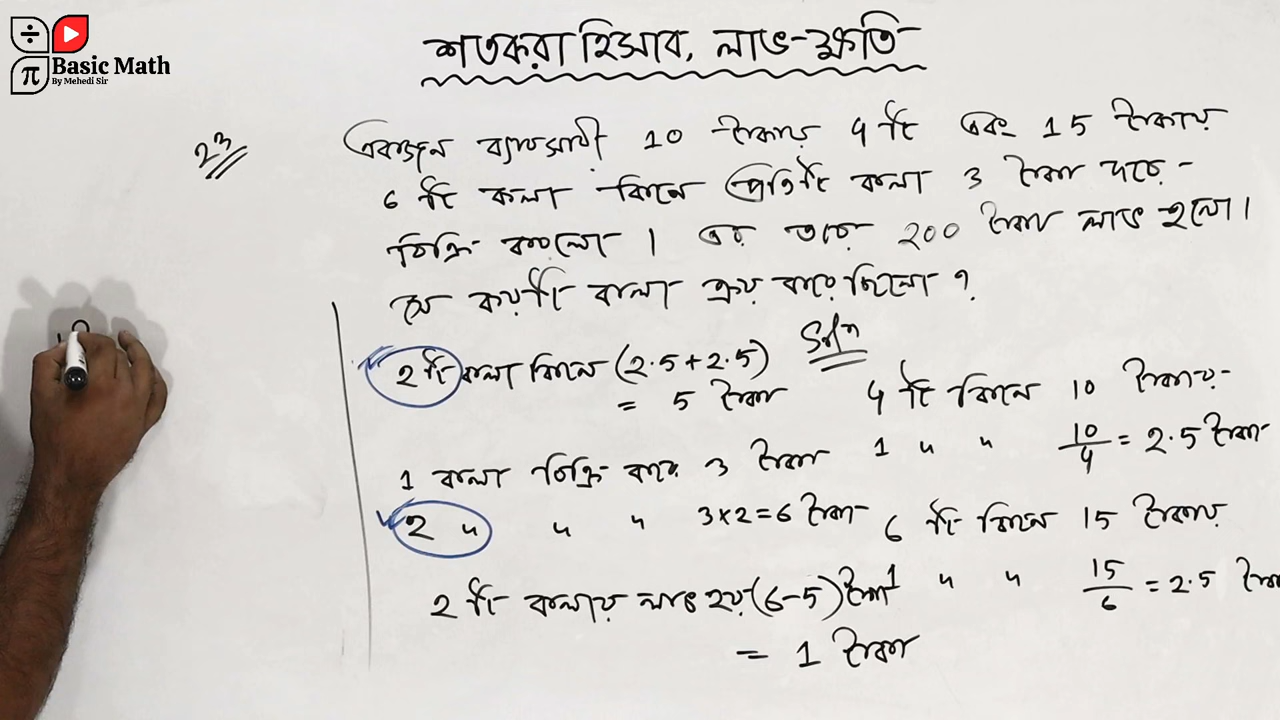 ÷
π Basic Math
By Mehedi Sir
শতকরা হিসাব, লাভ-ক্ষতি
২৩ একজন ব্যবসায়ী 10 টাকায় 4 টি এবং 15 টাকায়
6 টি কলা কিনে প্রতিটি কলা 3 টাকা দরে
বিক্রি করলো। এতে তার 200 টাকা লাভ হলো।
সে কয়টি কলা ক্রয় করেছিলো?
Soln
2 টি কলা কিনে (2.5+2.5)
= 5 টাকা
1 কলা বিক্রি করে 3 টাকা
2 " " " 3×2=6 টাকা
2 টি কলায় লাভ হয় (6-5) টাকা
= 1 টাকা
4 টি কিনে 10 টাকায়
1 " " 10/4 = 2.5 টাকা
6 টি কিনে 15 টাকায়
1 " " 15/6 = 2.5